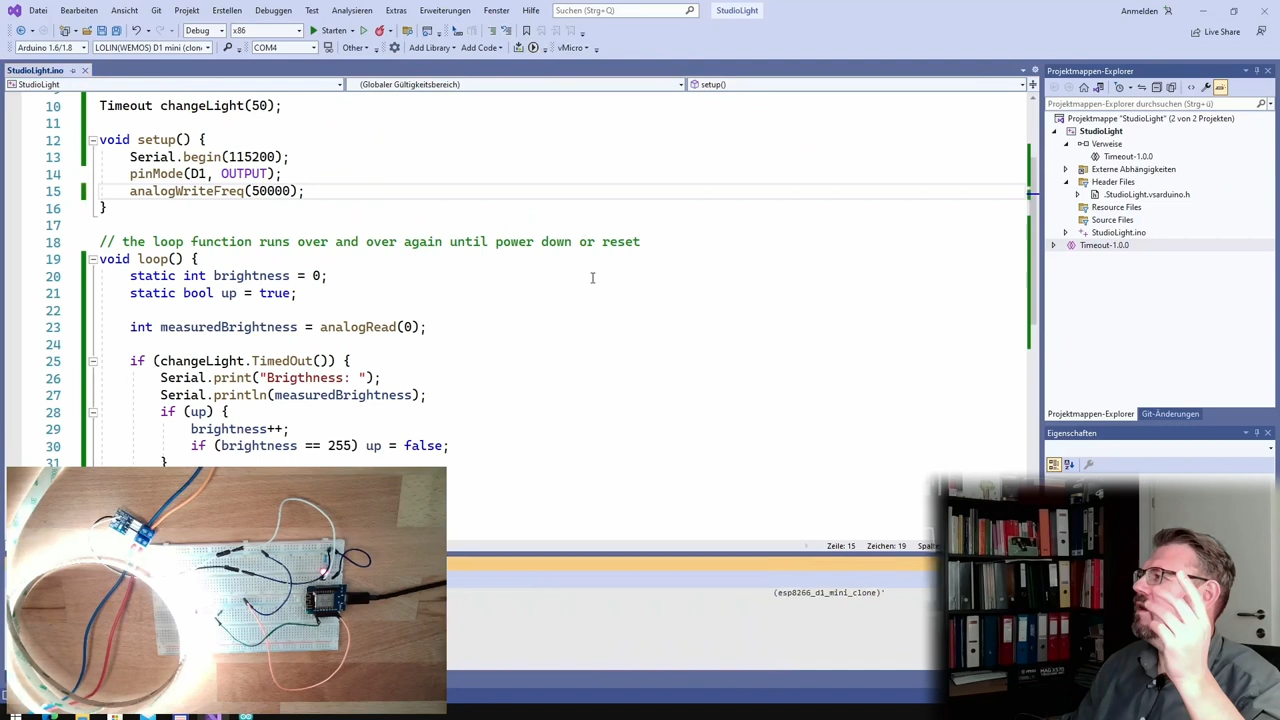 Datei Bearbeiten Ansicht Git Projekt Erstellen Debuggen Test Analysieren Extras Erweiterungen Fenster Hilfe Suchen (Strg+Q) StudioLight Anmelden
Debug x86 Starten Live Share
Arduino 1.6/1.8 LOLIN(WEMOS) D1 mini (clone) COM4 Other Add Library Add Code vMicro
StudioLight.ino
StudioLight (Globaler Gültigkeitsbereich) setup()
10 Timeout changeLight(50);
11
12 void setup() {
13 Serial.begin(115200);
14 pinMode(D1, OUTPUT);
15 analogWriteFreq(50000);
16 }
17
18 // the loop function runs over and over again until power down or reset
19 void loop() {
20 static int brightness = 0;
21 static bool up = true;
22
23 int measuredBrightness = analogRead(0);
24
25 if (changeLight.TimedOut()) {
26 Serial.print("Brigthness: ");
27 Serial.println(measuredBrightness);
28 if (up) {
29 brightness++;
30 if (brightness == 255) up = false;
31 }
Zeile: 15 Zeichen: 19 Spalte
(esp8266_d1_mini_clone)'
Projektmappen-Explorer
Projektmappen-Explorer durchsuchen (Strg+ü)
Projektmappe "StudioLight" (2 von 2 Projekten)
StudioLight
Verweise
Timeout-1.0.0
Externe Abhängigkeiten
Header Files
.StudioLight.vsarduino.h
Resource Files
Source Files
StudioLight.ino
Timeout-1.0.0
Projektmappen-Explorer Git-Änderungen
Eigenschaften